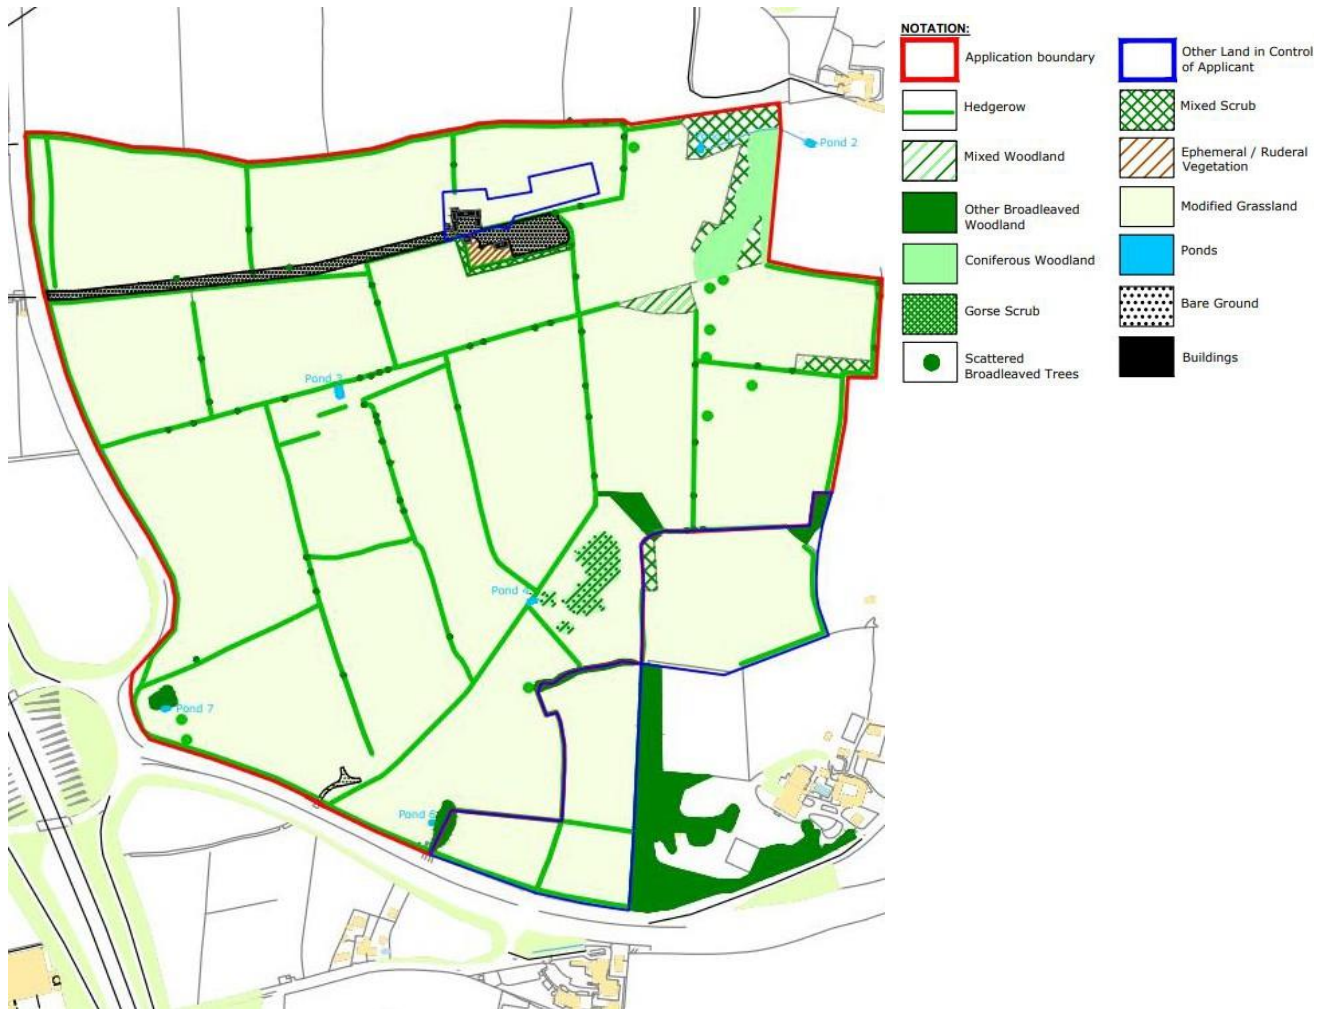 NOTATION:
Application boundary
Other Land in Control
of Applicant
Hedgerow
Mixed Scrub
Mixed Woodland
Ephemeral / Ruderal
Vegetation
Other Broadleaved
Woodland
Modified Grassland
Coniferous Woodland
Ponds
Gorse Scrub
Bare Ground
Scattered
Broadleaved Trees
Buildings
Pond 2
Pond 3
Pond 4
Pond 7